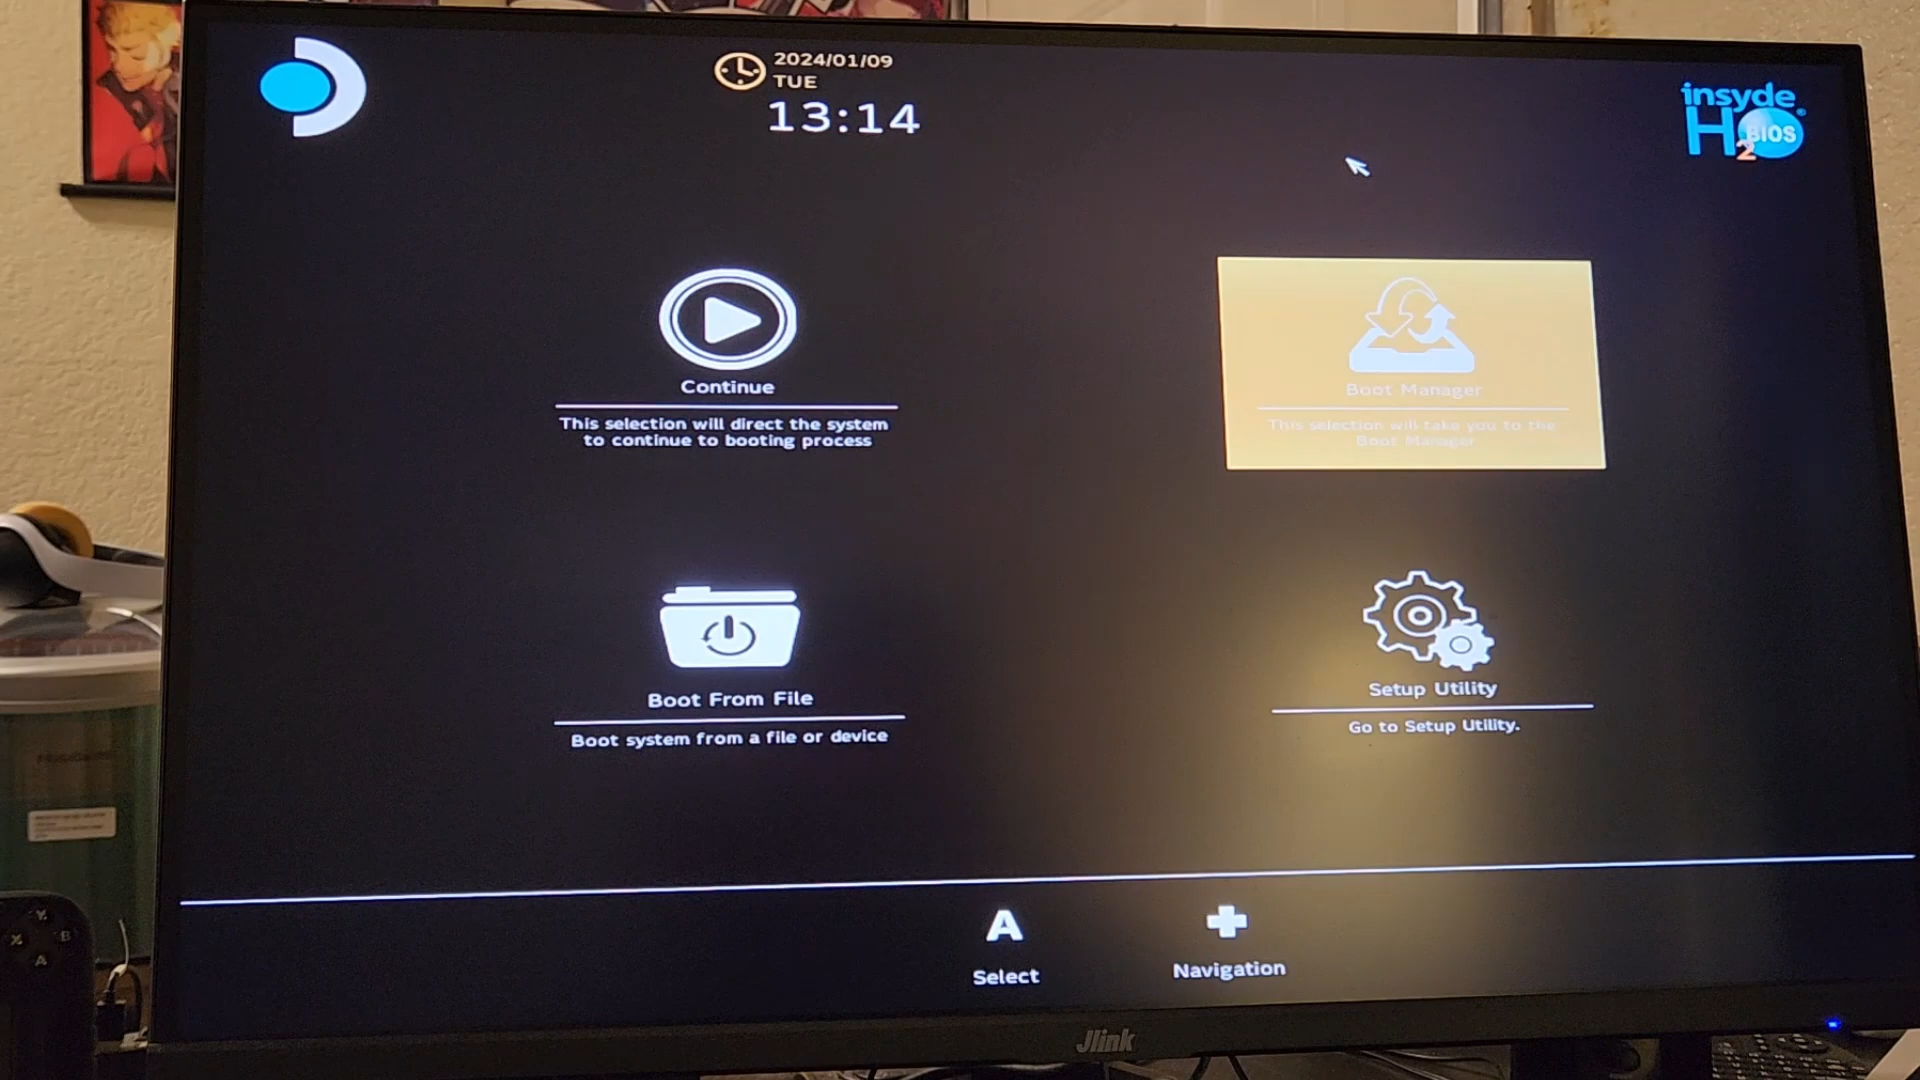 2024/01/09
TUE
13:14
insyde
H2BIOS
Continue
This selection will direct the system
to continue to booting process
Boot Manager
This selection will take you to the
Boot Manager
Boot From File
Boot system from a file or device
Setup Utility
Go to Setup Utility.
A
Select
Navigation
Jlink
Y
X
B
A